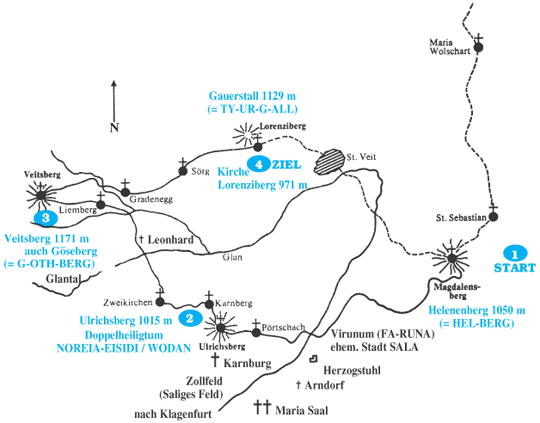 Maria
Wolschart
Gauerstall 1129 m
(= TY-UR-G-ALL)
N
Lorenziberg
4 ZIEL
St. Veit
Kirche
Lorenziberg 971 m
Sörg
Veitsberg
Gradenegg
Liemberg
3
St. Sebastian
1
START
Veitsberg 1171 m
auch Göseberg
(= G-OTH-BERG)
Leonhard
Glan
Glantal
Magdalens-
berg
Helenenberg 1050 m
(= HEL-BERG)
Zweikirchen
Karnberg
2
Ulrichsberg 1015 m
Doppelheiligtum
NOREIA-EISIDI / WODAN
Ulrichsberg
Pörtschach
Virunum (FA-RUNA)
ehem. Stadt SALA
Karnburg
Herzogstuhl
Zollfeld
(Saliges Feld)
Arndorf
nach Klagenfurt
Maria Saal